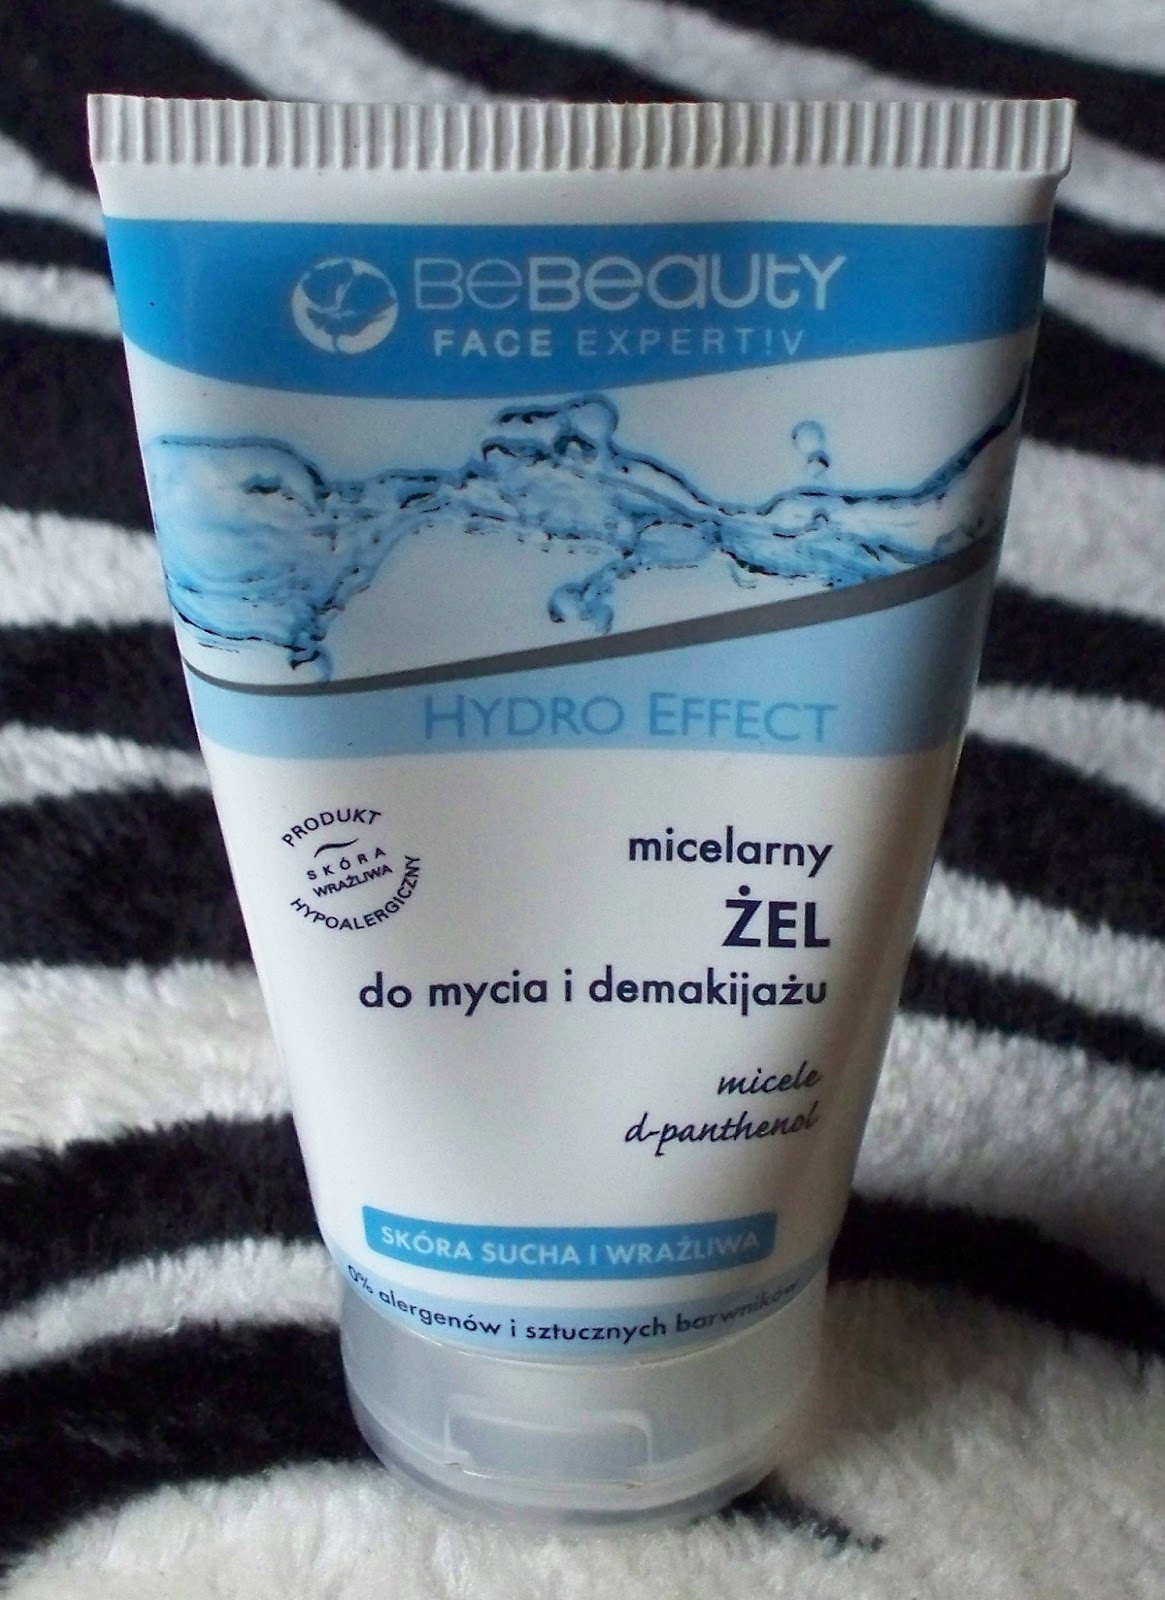 BeBeauty
FACE EXPERT!V
HYDRO EFFECT
PRODUKT
SKÓRA
WRAŻLIWA
HYPOALERGICZNY
micelarny
ŻEL
do mycia i demakijażu
micele
d-panthenol
SKÓRA SUCHA I WRAŻLIWA
0% alergenów i sztucznych barwników